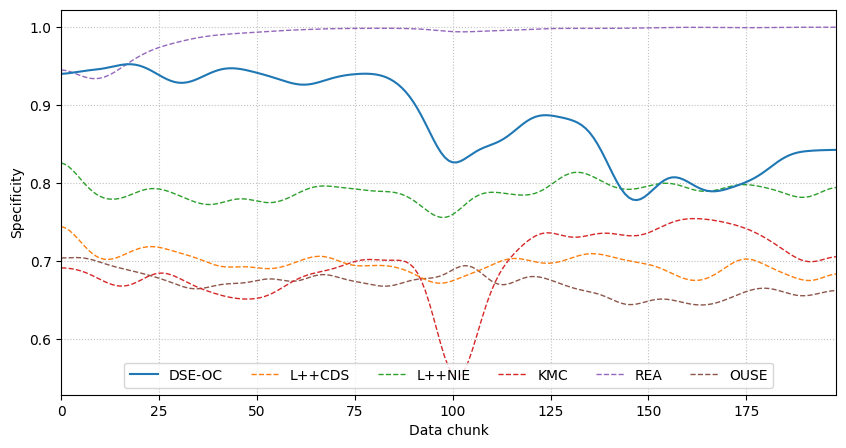 1.0
0.9
0.8
0.7
0.6
Specificity
DSE-OC L++CDS L++NIE KMC REA OUSE
0 25 50 75 100 125 150 175
Data chunk